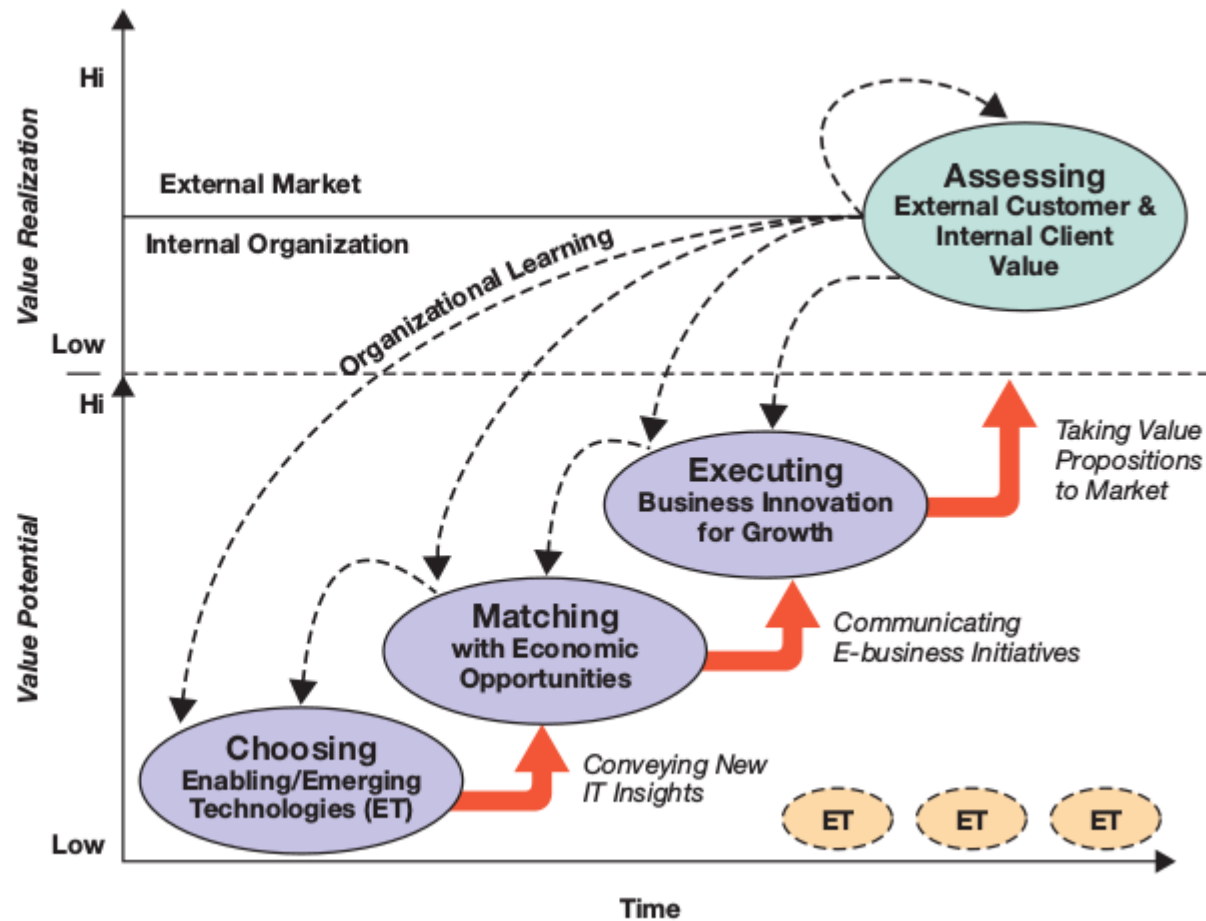 Hi
Value Realization
External Market
Internal Organization
Organizational Learning
Assessing
External Customer &
Internal Client
Value
Low
Hi
Value Potential
Executing
Business Innovation
for Growth
Taking Value
Propositions
to Market
Matching
with Economic
Opportunities
Communicating
E-business Initiatives
Choosing
Enabling/Emerging
Technologies (ET)
Conveying New
IT Insights
ET
ET
ET
Low
Time